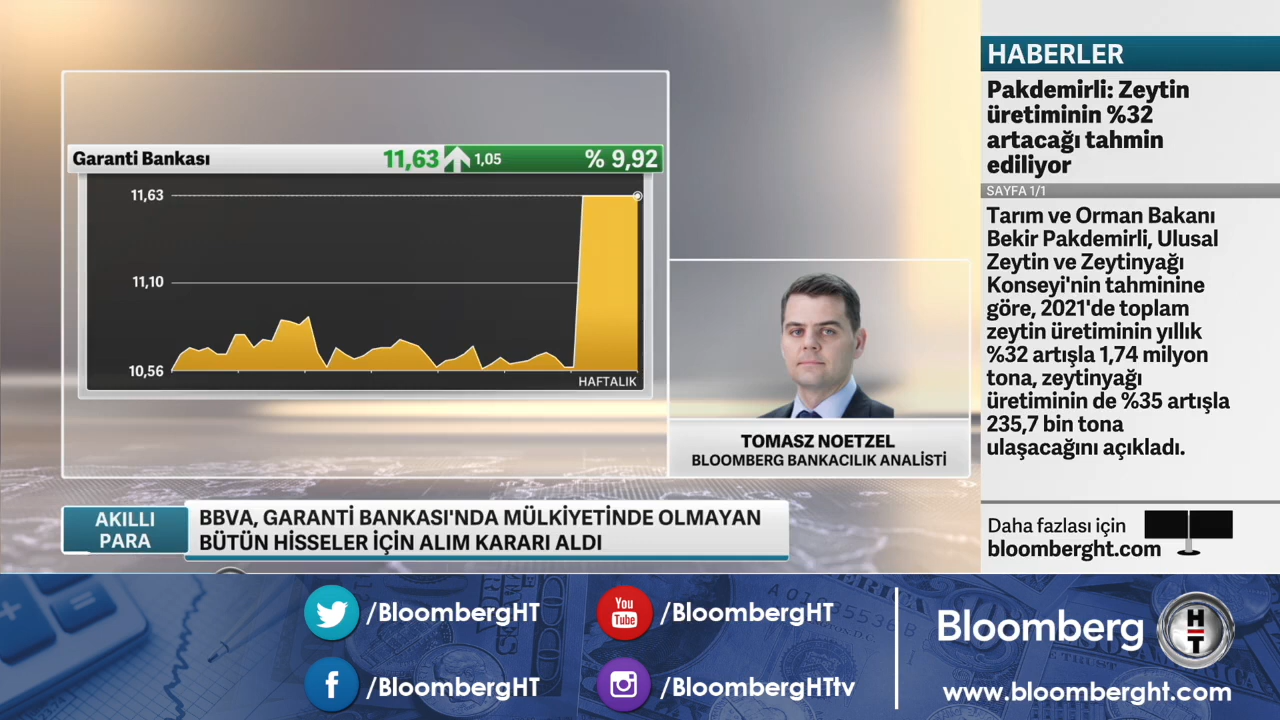 Garanti Bankası 11,63 1,05 % 9,92
11,63
11,10
10,56
HAFTALIK
TOMASZ NOETZEL
BLOOMBERG BANKACILIK ANALİSTİ
AKILLI
PARA
BBVA, GARANTİ BANKASI'NDA MÜLKİYETİNDE OLMAYAN
BÜTÜN HİSSELER İÇİN ALIM KARARI ALDI
HABERLER
Pakdemirli: Zeytin
üretiminin %32
artacağı tahmin
ediliyor
SAYFA 1/1
Tarım ve Orman Bakanı
Bekir Pakdemirli, Ulusal
Zeytin ve Zeytinyağı
Konseyi'nin tahminine
göre, 2021'de toplam
zeytin üretiminin yıllık
%32 artışla 1,74 milyon
tona, zeytinyağı
üretiminin de %35 artışla
235,7 bin tona
ulaşacağını açıkladı.
Daha fazlası için
bloomberght.com
/BloombergHT
You
Tube
/BloombergHT
/BloombergHT
/BloombergHTtv
Bloomberg HT
www.bloomberght.com